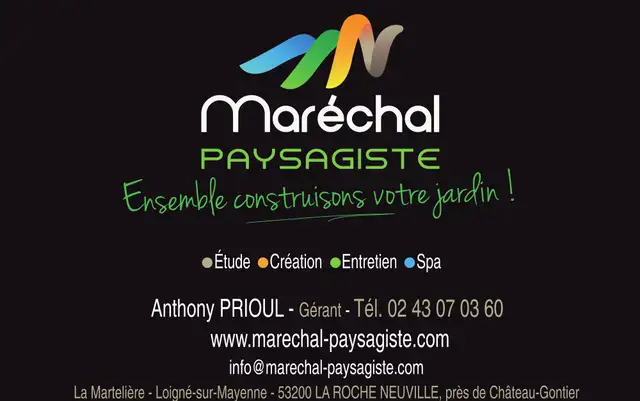 Maréchal
PAYSAGISTE
Ensemble construisons votre jardin !
Étude Création Entretien Spa
Anthony PRIOUL - Gérant - Tél. 02 43 07 03 60
www.marechal-paysagiste.com
info@marechal-paysagiste.com
La Martelière - Loigné-sur-Mayenne - 53200 LA ROCHE NEUVILLE, près de Château-Gontier